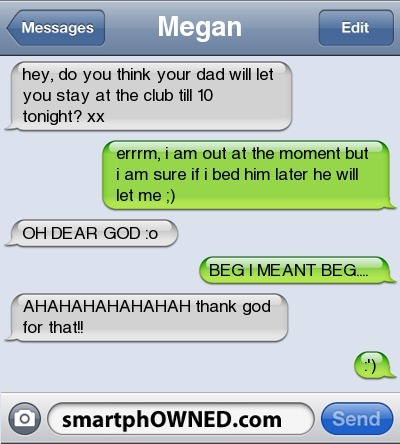 Messages
Megan
Edit
hey, do you think your dad will let
you stay at the club till 10
tonight? xx
errrm, i am out at the moment but
i am sure if i bed him later he will
let me ;)
OH DEAR GOD :o
BEG I MEANT BEG....
AHAHAHAHAHAHAH thank god
for that!!
:')
smartphOWNED.com
Send